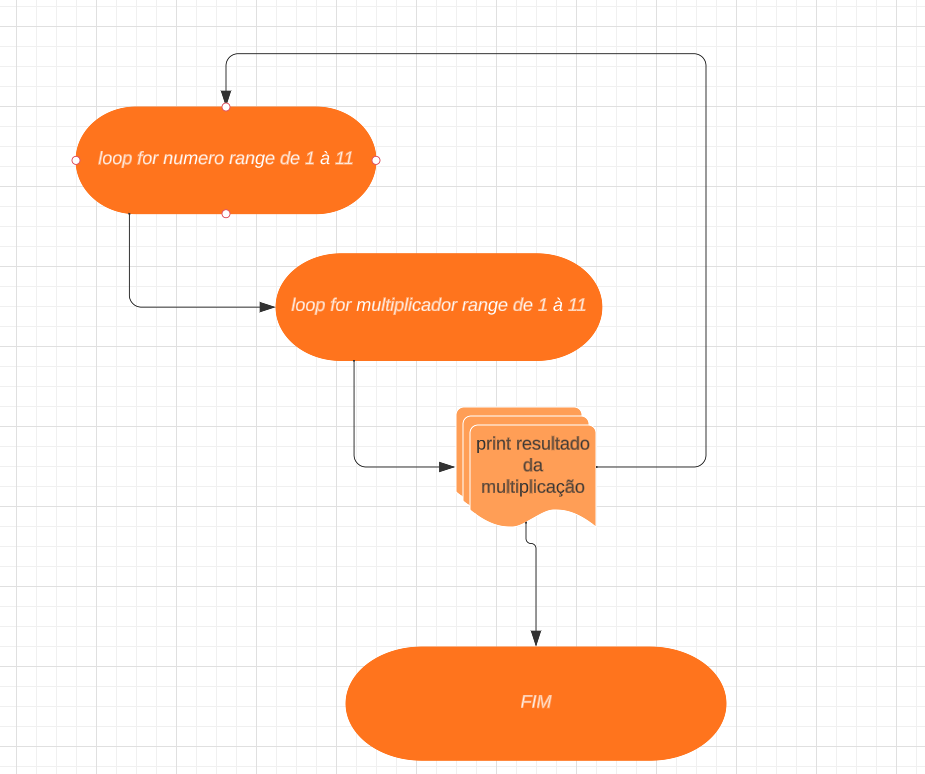 loop for numero range de 1 à 11
loop for multiplicador range de 1 à 11
print resultado
da
multiplicação
FIM